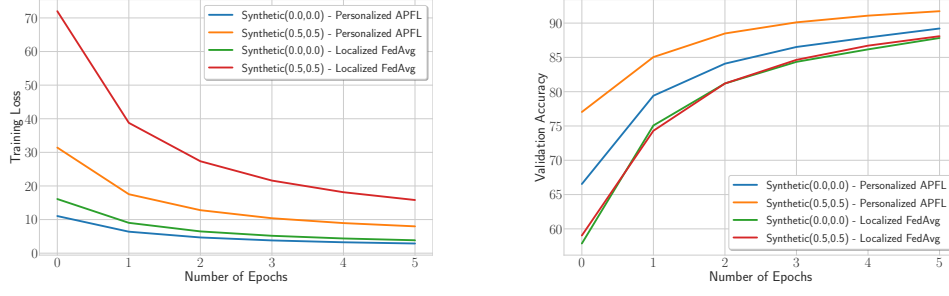 70
60
50
40
30
20
10
0
Training Loss
0 1 2 3 4 5
Number of Epochs
Synthetic(0.0,0.0) - Personalized APFL
Synthetic(0.5,0.5) - Personalized APFL
Synthetic(0.0,0.0) - Localized FedAvg
Synthetic(0.5,0.5) - Localized FedAvg
90
85
80
75
70
65
60
Validation Accuracy
0 1 2 3 4 5
Number of Epochs
Synthetic(0.0,0.0) - Personalized APFL
Synthetic(0.5,0.5) - Personalized APFL
Synthetic(0.0,0.0) - Localized FedAvg
Synthetic(0.5,0.5) - Localized FedAvg